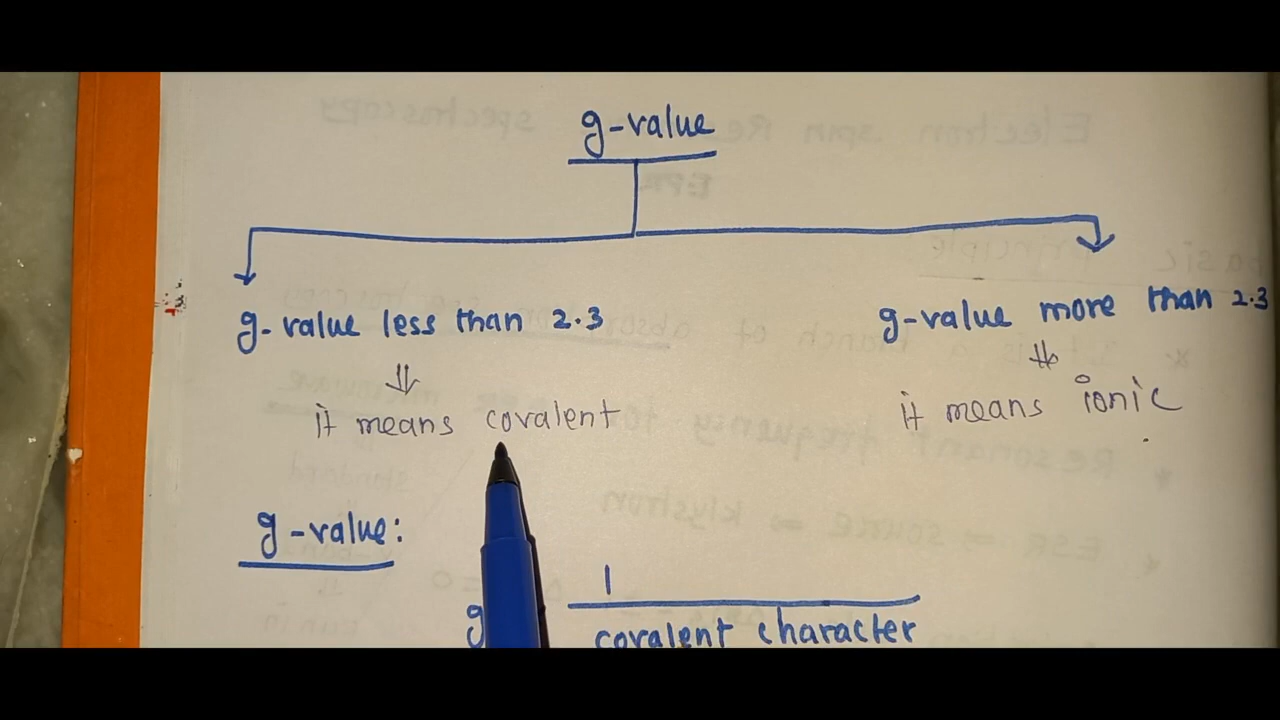 g-value
g-value less than 2.3
g-value more than 2.3
⇓
⇓
it means covalent
it means ionic
g-value:
g
1
covalent character